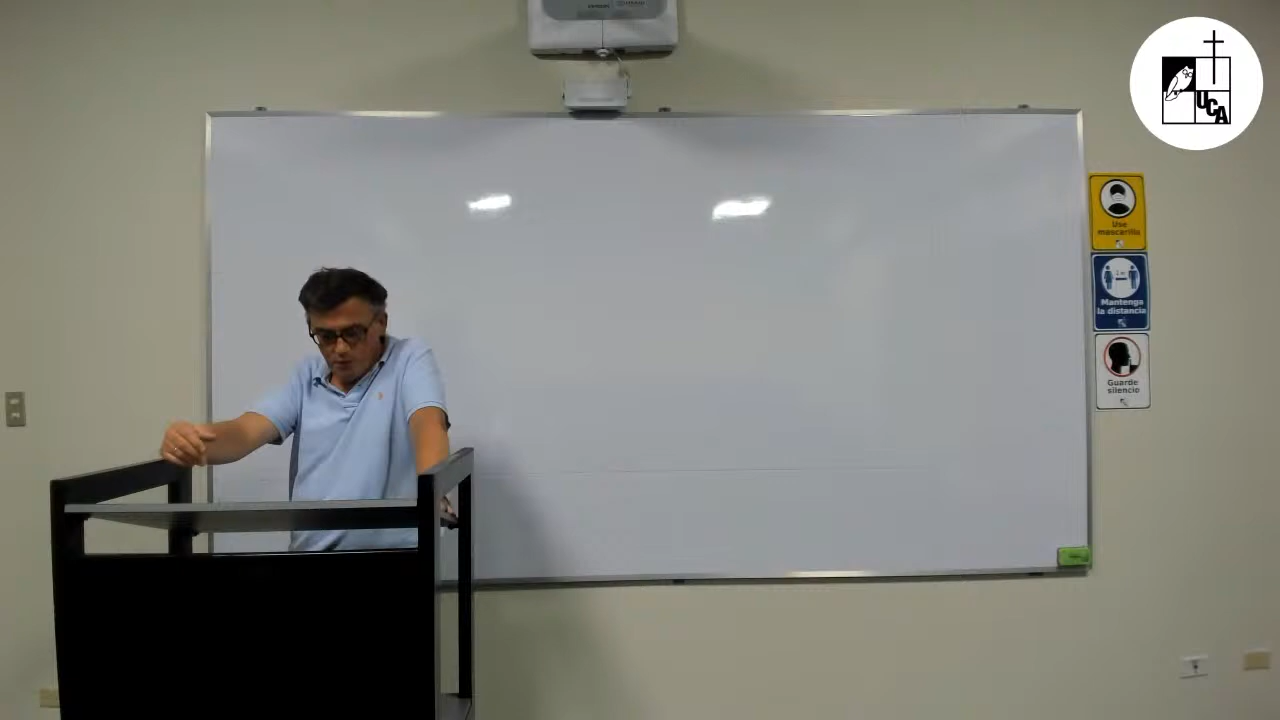 UCA
Use
mascarilla
Mantenga
la distancia
Guarde
silencio